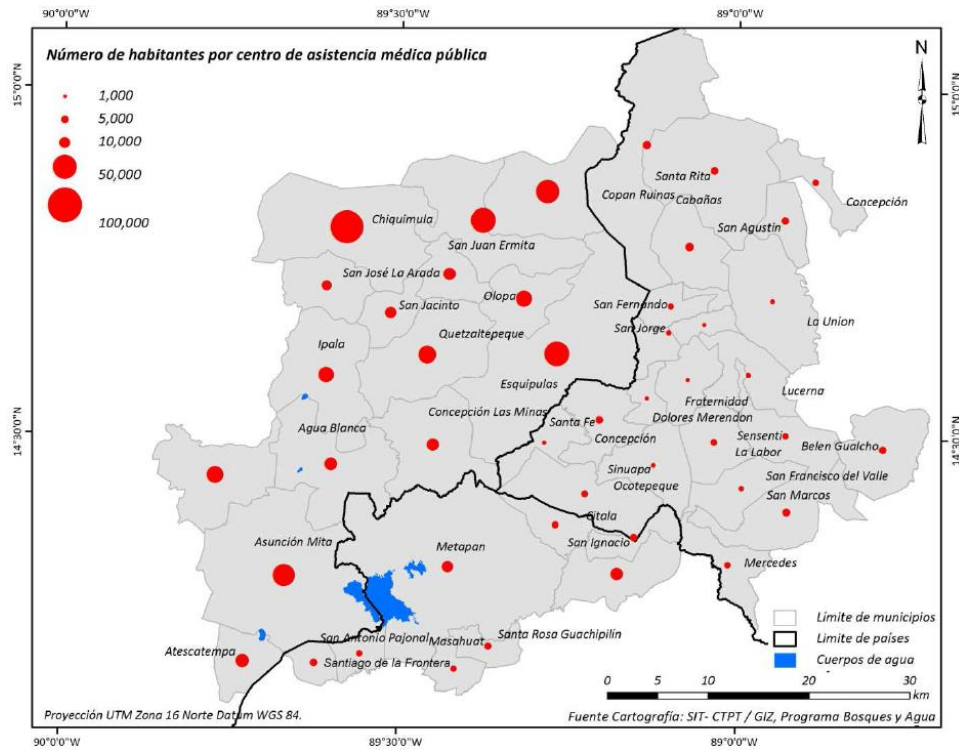 90°0'0"W 89°30'0"W 89°0'0"W
Número de habitantes por centro de asistencia médica pública
1,000
5,000
10,000
50,000
100,000
N
15°0'0"N
15°0'0"N
Santa Rita
Copan Ruinas
Cabañas
Concepción
Chiquimula
San Agustin
San Juan Ermita
San José La Arada
Olopa
San Jacinto
San Fernando
La Union
San Jorge
Quetzaltepeque
Ipala
Esquipulas
Lucerna
Fraternidad
Concepción Las Minas
Dolores Merendon
Santa Fe
Agua Blanca
Concepción
Sensenti
14°30'0"N
14°30'0"N
La Labor
Belen Gualcho
Sinuapa
San Francisco del Valle
Ocotepeque
San Marcos
Citala
Asunción Mita
San Ignacio
Metapan
Mercedes
Límite de municipios
Limite de países
Cuerpos de agua
San Antonio Pajonal
Masahuat
Santa Rosa Guachipilín
Atescatempa
Santiago de la Frontera
0 5 10 20 30
km
Proyección UTM Zona 16 Norte Datum WGS 84.
Fuente Cartografía: SIT- CTPT / GIZ, Programa Bosques y Agua
90°0'0"W 89°30'0"W 89°0'0"W